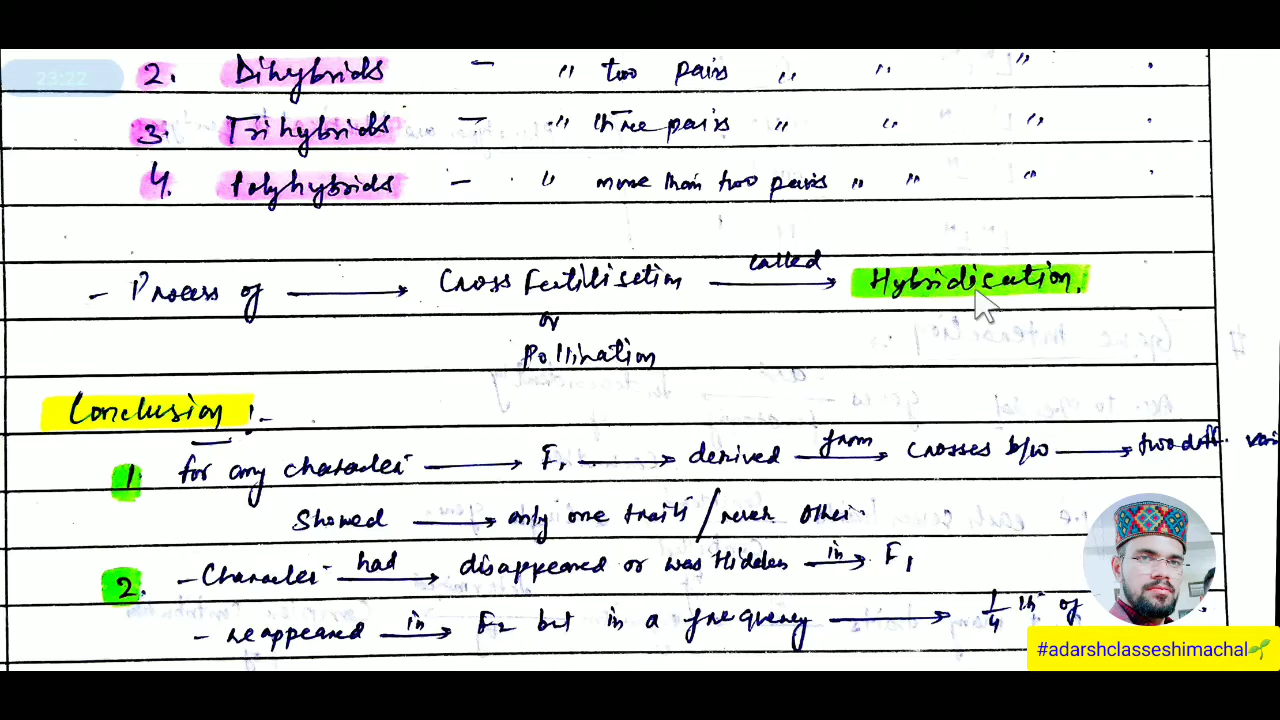 23:22
2. Dihybrids – " two pairs " " " .
3. Trihybrids – " three pairs " " " .
4. Polyhybrids – " more than two pairs " " " .
- Process of → Cross Fertilisation called → Hybridisation.
or
Pollination
Conclusion :-
1 for any character → F1 → derived from → crosses b/w → two diff.
Showed → only one traits / never other.
2. - Character had → disappeared or was Hidden in → F1
- reappeared in → F2 but in a frequency → 1/4 th of
#adarshclasseshimachal🌱